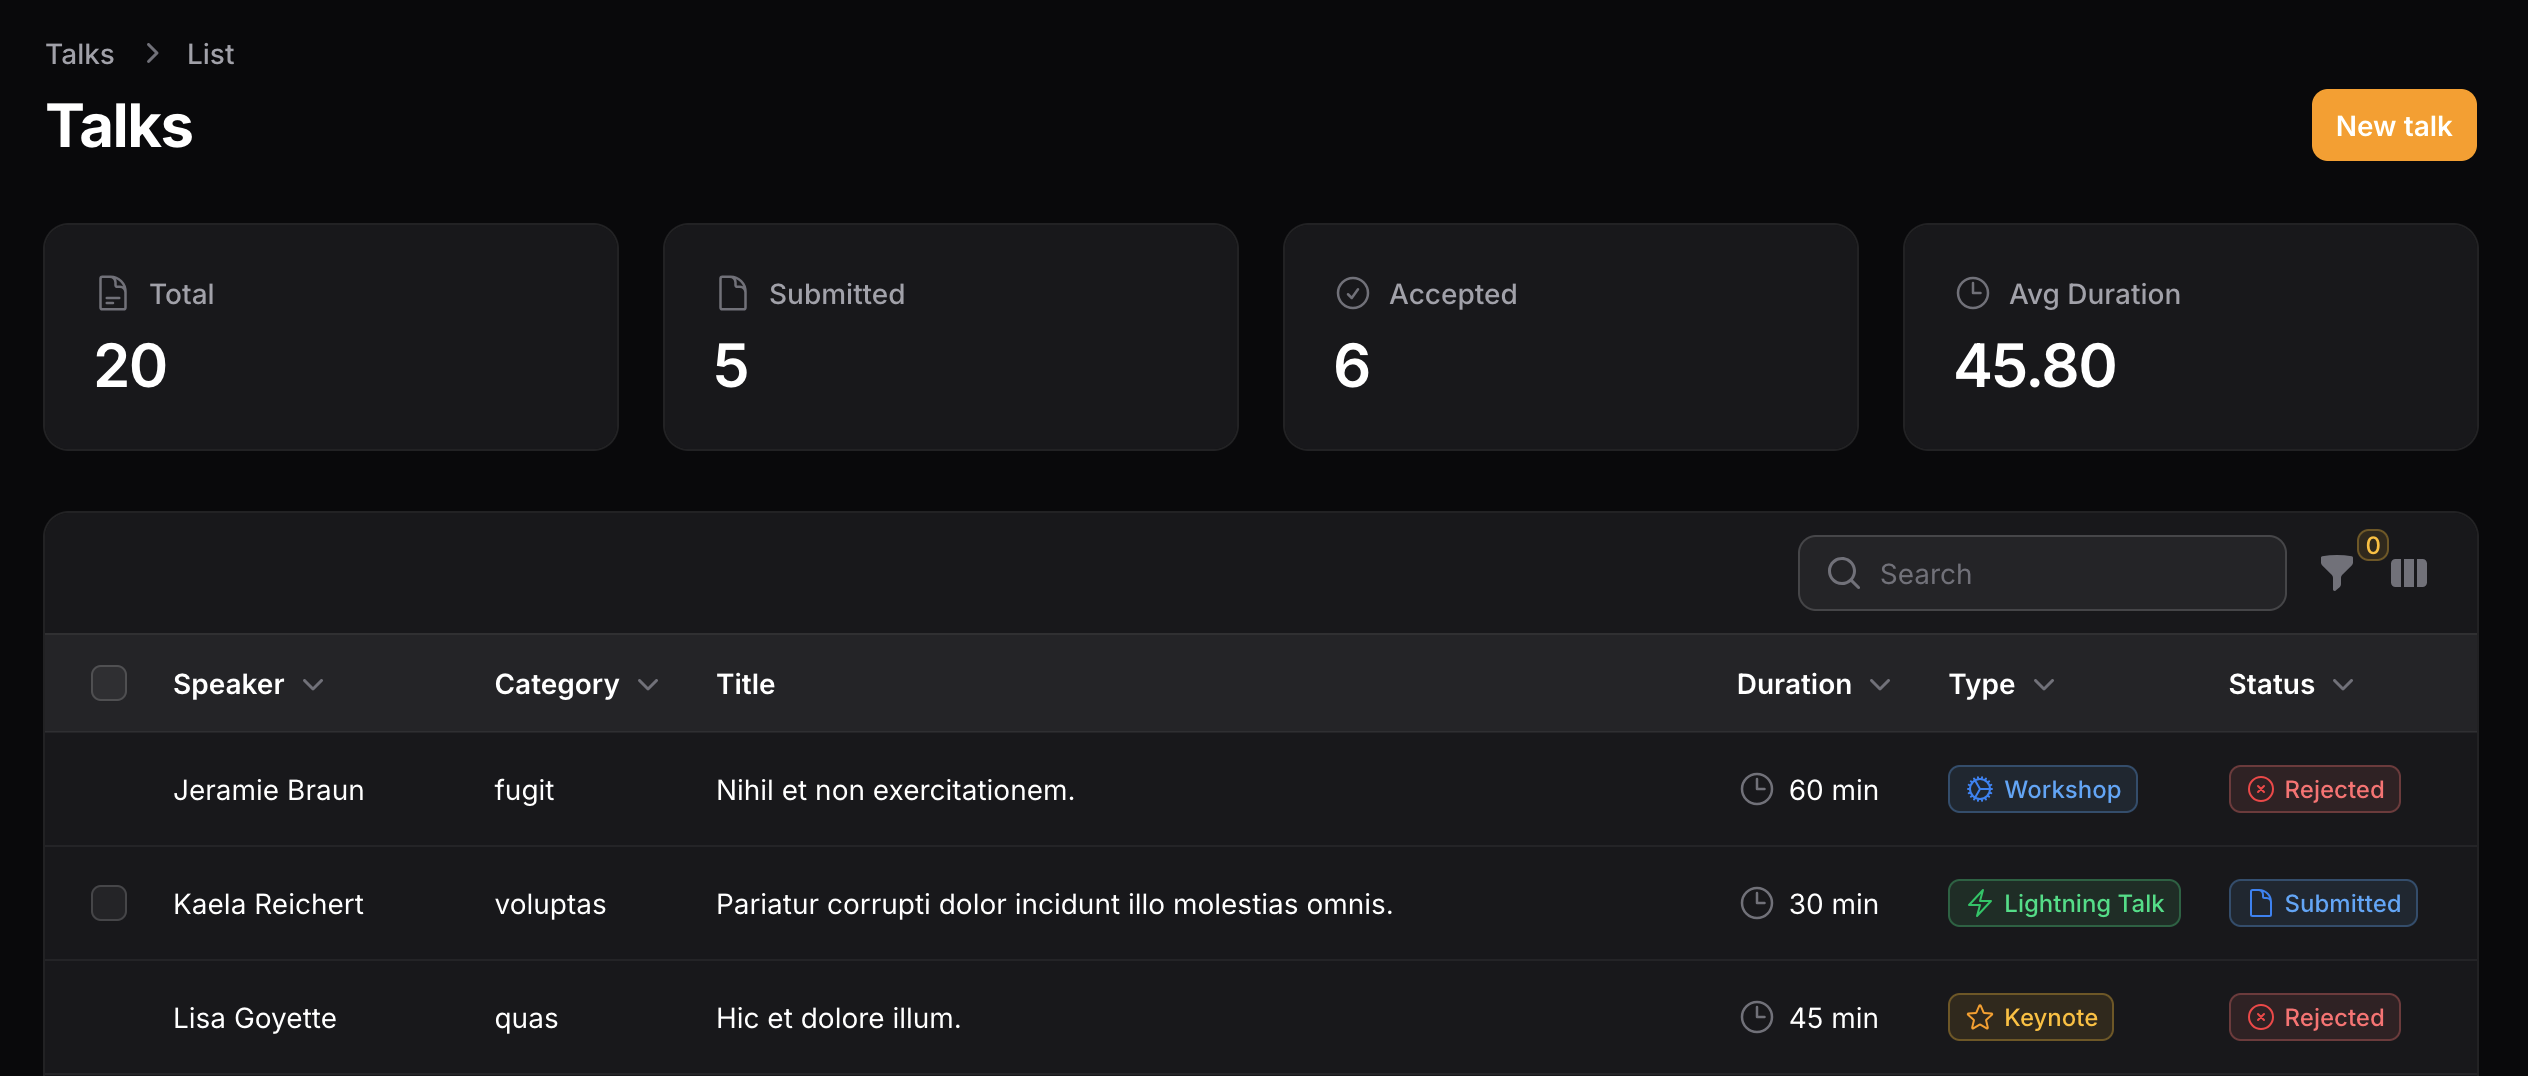 Talks > List
Talks
New talk
Total
20
Submitted
5
Accepted
6
Avg Duration
45.80
Search
0
Speaker Category Title Duration Type Status
Jeramie Braun fugit Nihil et non exercitationem. 60 min Workshop Rejected
Kaela Reichert voluptas Pariatur corrupti dolor incidunt illo molestias omnis. 30 min Lightning Talk Submitted
Lisa Goyette quas Hic et dolore illum. 45 min Keynote Rejected